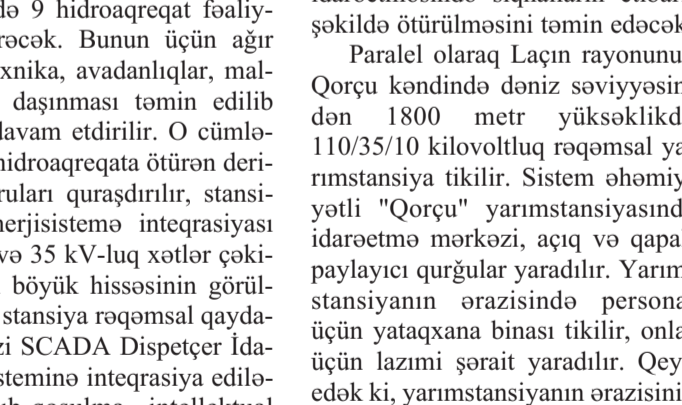 də 9 hidroaqreqat fəaliy-
rəcək. Bunun üçün ağır
xnika, avadanlıqlar, mal-
daşınması təmin edilib
davam etdirilir. O cümlə-
hidroaqreqata ötürən deri-
ruları quraşdırılır, stansi-
nerjisistemə inteqrasiyası
və 35 kV-luq xətlər çəki-
böyük hissəsinin görül-
stansiya rəqəmsal qayda-
zi SCADA Dispetçer İda-
steminə inteqrasiya edilə-
şəkildə ötürülməsini təmin edəcək
Paralel olaraq Laçın rayonunu
Qorçu kəndində dəniz səviyyəsin
dən 1800 metr yüksəklikd
110/35/10 kilovoltluq rəqəmsal ya
rımstansiya tikilir. Sistem əhəmiy
yətli "Qorçu" yarımstansiyasınd
idarəetmə mərkəzi, açıq və qapal
paylayıcı qurğular yaradılır. Yarım
stansiyanın ərazisində persona
üçün yataqxana binası tikilir, onla
üçün lazımi şərait yaradılır. Qey
edək ki, yarımstansiyanın ərazisini